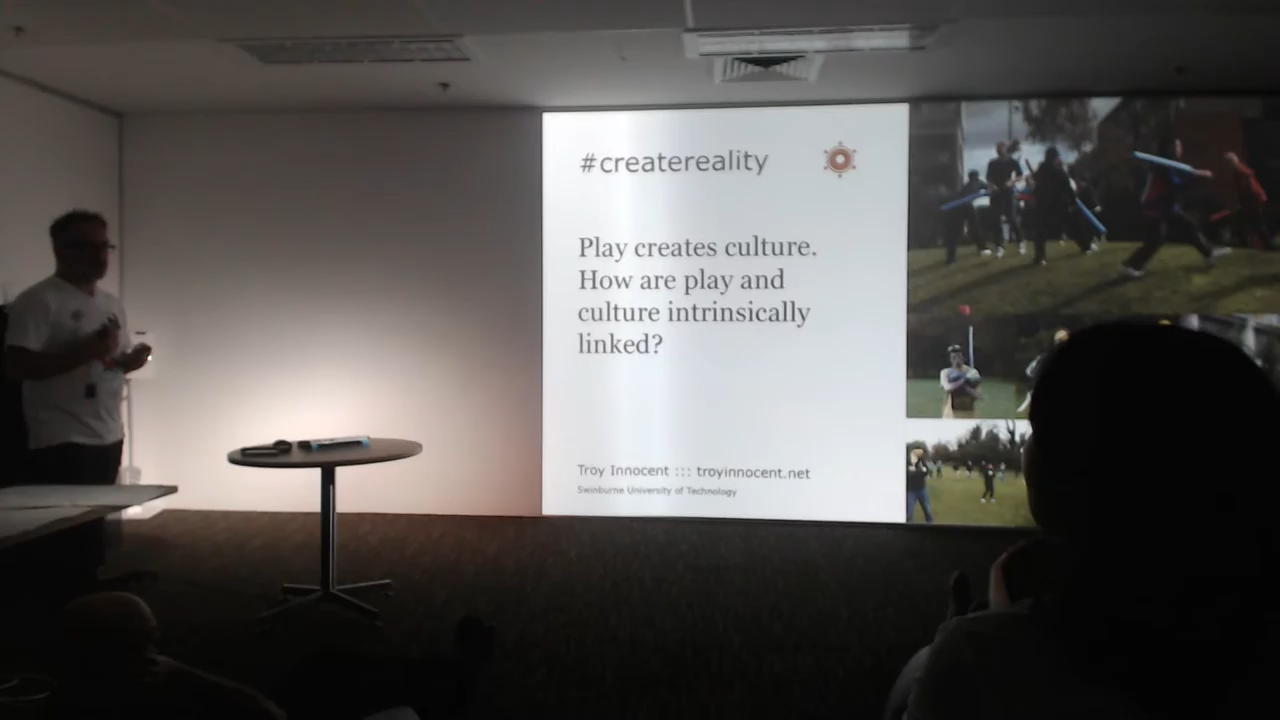 #createreality
Play creates culture.
How are play and
culture intrinsically
linked?
Troy Innocent ::: troyinnocent.net
Swinburne University of Technology